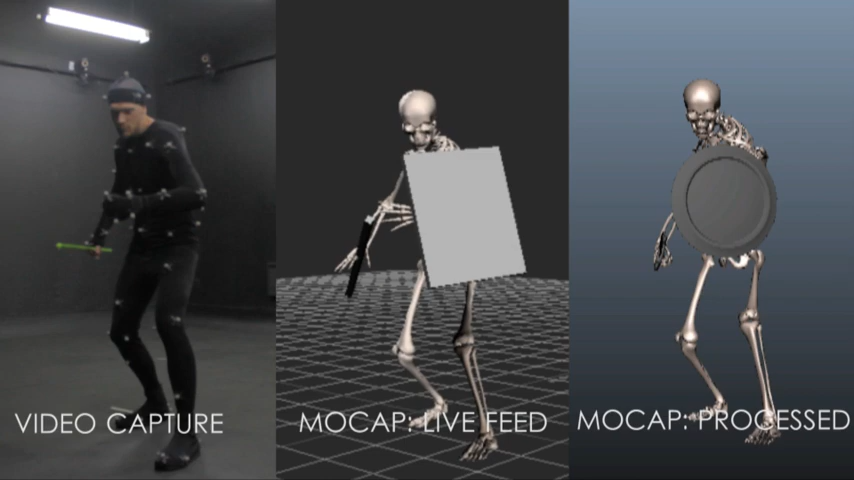 VIDEO CAPTURE
MOCAP: LIVE FEED
MOCAP: PROCESSED